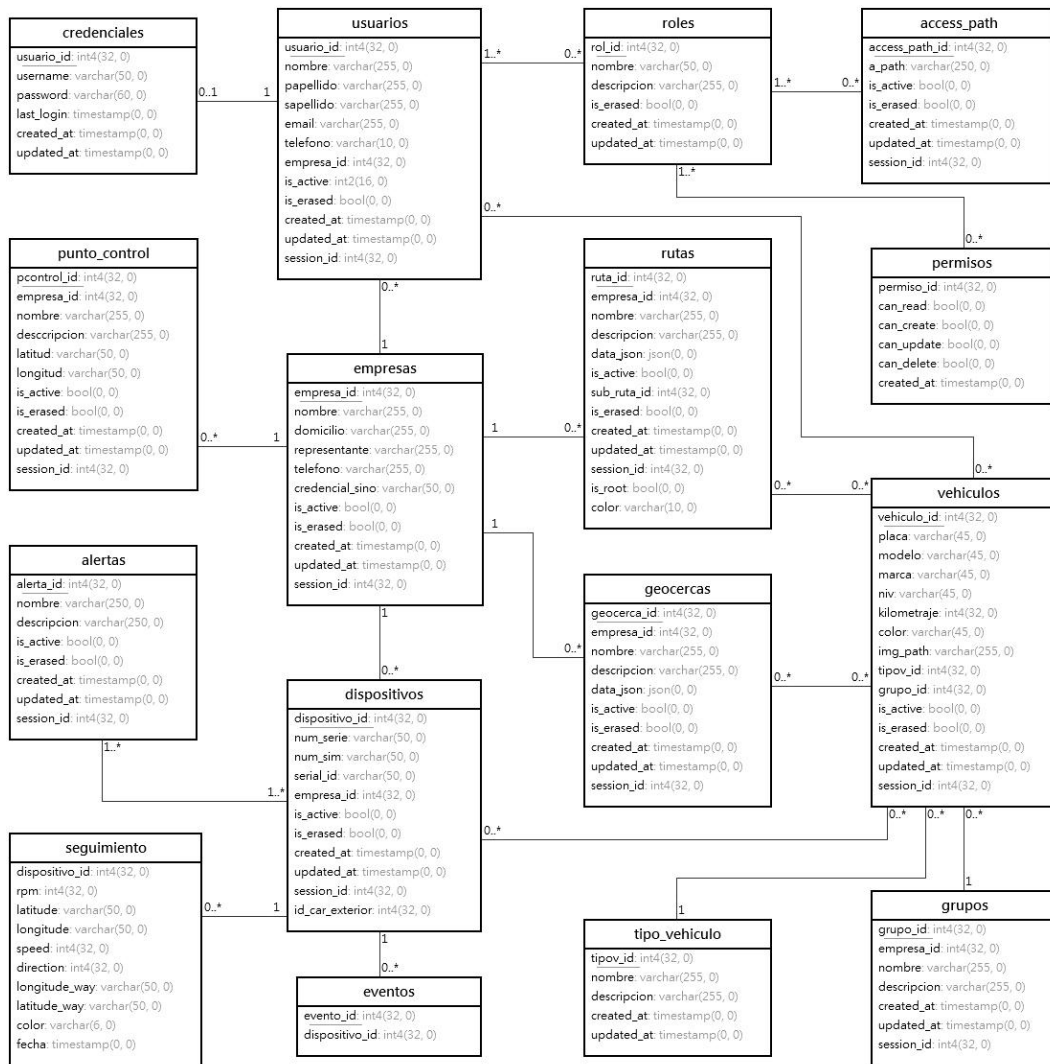 credenciales
usuario_id: int4(32, 0)
username: varchar(50, 0)
password: varchar(60, 0)
last_login: timestamp(0, 0)
created_at: timestamp(0, 0)
updated_at: timestamp(0, 0)
0..1
1
usuarios
usuario_id: int4(32, 0)
nombre: varchar(255, 0)
papellido: varchar(255, 0)
sapellido: varchar(255, 0)
email: varchar(255, 0)
telefono: varchar(10, 0)
empresa_id: int4(32, 0)
is_active: int2(16, 0)
is_erased: bool(0, 0)
created_at: timestamp(0, 0)
updated_at: timestamp(0, 0)
session_id: int4(32, 0)
1..*
0..*
0..*
0..*
1
roles
rol_id: int4(32, 0)
nombre: varchar(50, 0)
descripcion: varchar(255, 0)
is_erased: bool(0, 0)
created_at: timestamp(0, 0)
updated_at: timestamp(0, 0)
1..*
0..*
1..*
0..*
access_path
access_path_id: int4(32, 0)
a_path: varchar(250, 0)
is_active: bool(0, 0)
is_erased: bool(0, 0)
created_at: timestamp(0, 0)
updated_at: timestamp(0, 0)
session_id: int4(32, 0)
punto_control
pcontrol_id: int4(32, 0)
empresa_id: int4(32, 0)
nombre: varchar(255, 0)
desccripcion: varchar(255, 0)
latitud: varchar(50, 0)
longitud: varchar(50, 0)
is_active: bool(0, 0)
is_erased: bool(0, 0)
created_at: timestamp(0, 0)
updated_at: timestamp(0, 0)
session_id: int4(32, 0)
0..*
1
empresas
empresa_id: int4(32, 0)
nombre: varchar(255, 0)
domicilio: varchar(255, 0)
representante: varchar(255, 0)
telefono: varchar(255, 0)
credencial_sino: varchar(50, 0)
is_active: bool(0, 0)
is_erased: bool(0, 0)
created_at: timestamp(0, 0)
updated_at: timestamp(0, 0)
session_id: int4(32, 0)
1
0..*
1
0..*
1
0..*
rutas
ruta_id: int4(32, 0)
empresa_id: int4(32, 0)
nombre: varchar(255, 0)
descripcion: varchar(255, 0)
data_json: json(0, 0)
is_active: bool(0, 0)
sub_ruta_id: int4(32, 0)
is_erased: bool(0, 0)
created_at: timestamp(0, 0)
updated_at: timestamp(0, 0)
session_id: int4(32, 0)
is_root: bool(0, 0)
color: varchar(10, 0)
0..*
0..*
permisos
permiso_id: int4(32, 0)
can_read: bool(0, 0)
can_create: bool(0, 0)
can_update: bool(0, 0)
can_delete: bool(0, 0)
created_at: timestamp(0, 0)
0..*
vehiculos
vehiculo_id: int4(32, 0)
placa: varchar(45, 0)
modelo: varchar(45, 0)
marca: varchar(45, 0)
niv: varchar(45, 0)
kilometraje: int4(32, 0)
color: varchar(45, 0)
img_path: varchar(255, 0)
tipov_id: int4(32, 0)
grupo_id: int4(32, 0)
is_active: bool(0, 0)
is_erased: bool(0, 0)
created_at: timestamp(0, 0)
updated_at: timestamp(0, 0)
session_id: int4(32, 0)
0..*
0..*
0..*
alertas
alerta_id: int4(32, 0)
nombre: varchar(250, 0)
descripcion: varchar(250, 0)
is_active: bool(0, 0)
is_erased: bool(0, 0)
created_at: timestamp(0, 0)
updated_at: timestamp(0, 0)
session_id: int4(32, 0)
1..*
1..*
geocercas
geocerca_id: int4(32, 0)
empresa_id: int4(32, 0)
nombre: varchar(255, 0)
descripcion: varchar(255, 0)
data_json: json(0, 0)
is_active: bool(0, 0)
is_erased: bool(0, 0)
created_at: timestamp(0, 0)
updated_at: timestamp(0, 0)
session_id: int4(32, 0)
0..*
0..*
dispositivos
dispositivo_id: int4(32, 0)
num_serie: varchar(50, 0)
num_sim: varchar(50, 0)
serial_id: varchar(50, 0)
empresa_id: int4(32, 0)
is_active: bool(0, 0)
is_erased: bool(0, 0)
created_at: timestamp(0, 0)
updated_at: timestamp(0, 0)
session_id: int4(32, 0)
id_car_exterior: int4(32, 0)
0..*
seguimiento
dispositivo_id: int4(32, 0)
rpm: int4(32, 0)
latitude: varchar(50, 0)
longitude: varchar(50, 0)
speed: int4(32, 0)
direction: int4(32, 0)
longitude_way: varchar(50, 0)
latitude_way: varchar(50, 0)
color: varchar(6, 0)
fecha: timestamp(0, 0)
0..*
1
1
0..*
eventos
evento_id: int4(32, 0)
dispositivo_id: int4(32, 0)
1
tipo_vehiculo
tipov_id: int4(32, 0)
nombre: varchar(255, 0)
descripcion: varchar(255, 0)
created_at: timestamp(0, 0)
updated_at: timestamp(0, 0)
1
grupos
grupo_id: int4(32, 0)
empresa_id: int4(32, 0)
nombre: varchar(255, 0)
descripcion: varchar(255, 0)
created_at: timestamp(0, 0)
updated_at: timestamp(0, 0)
session_id: int4(32, 0)